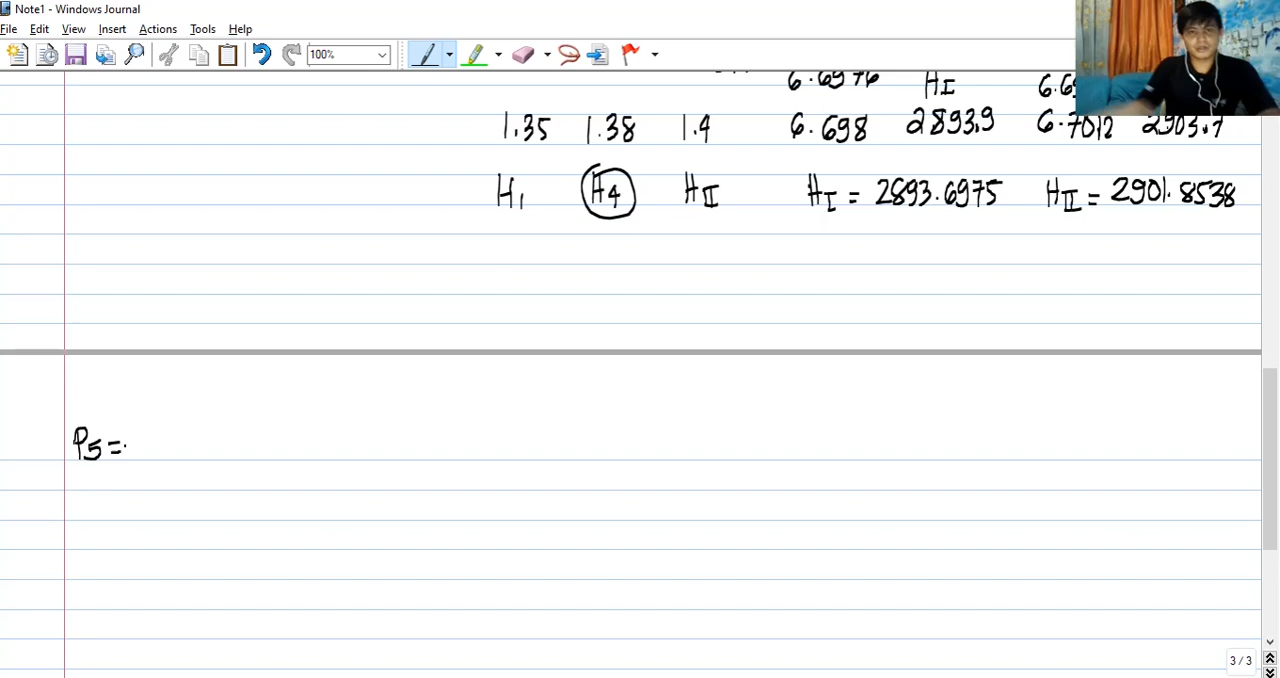 Note1 - Windows Journal
File Edit View Insert Actions Tools Help
100%
6.6976 HI
1.35 1.38 1.4 6.698 2893.9 6.7012 2903.7
H1 H4 HII HI = 2893.6975 HII = 2901.8538
P5=
3 / 3